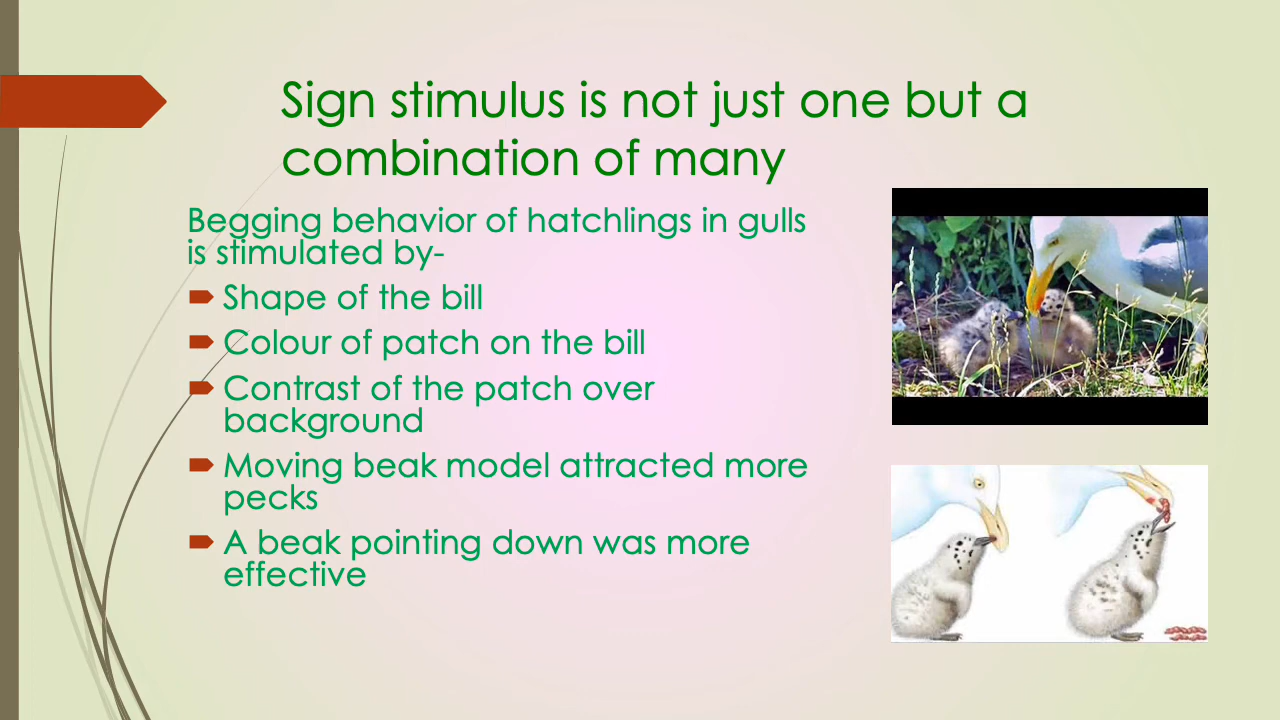 Sign stimulus is not just one but a
combination of many
Begging behavior of hatchlings in gulls
is stimulated by-
Shape of the bill
Colour of patch on the bill
Contrast of the patch over
background
Moving beak model attracted more
pecks
A beak pointing down was more
effective